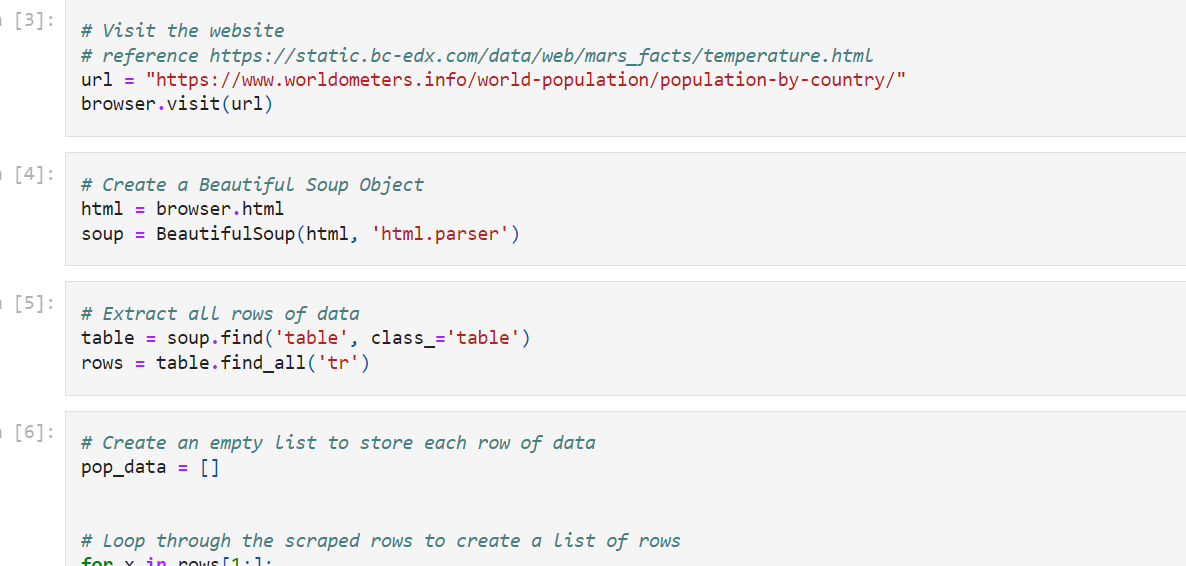 [3]:
# Visit the website
# reference https://static.bc-edx.com/data/web/mars_facts/temperature.html
url = "https://www.worldometers.info/world-population/population-by-country/"
browser.visit(url)
[4]:
# Create a Beautiful Soup Object
html = browser.html
soup = BeautifulSoup(html, 'html.parser')
[5]:
# Extract all rows of data
table = soup.find('table', class_='table')
rows = table.find_all('tr')
[6]:
# Create an empty list to store each row of data
pop_data = []
# Loop through the scraped rows to create a list of rows
for x in rows[1:]: